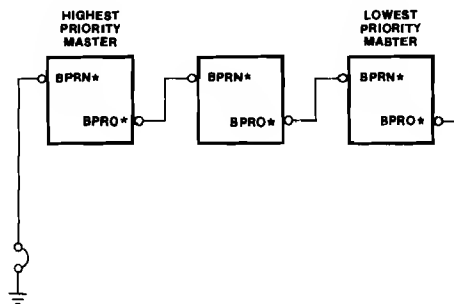 HIGHEST
PRIORITY
MASTER
LOWEST
PRIORITY
MASTER
BPRN*
BPRO*
BPRN*
BPRO*
BPRN*
BPRO*